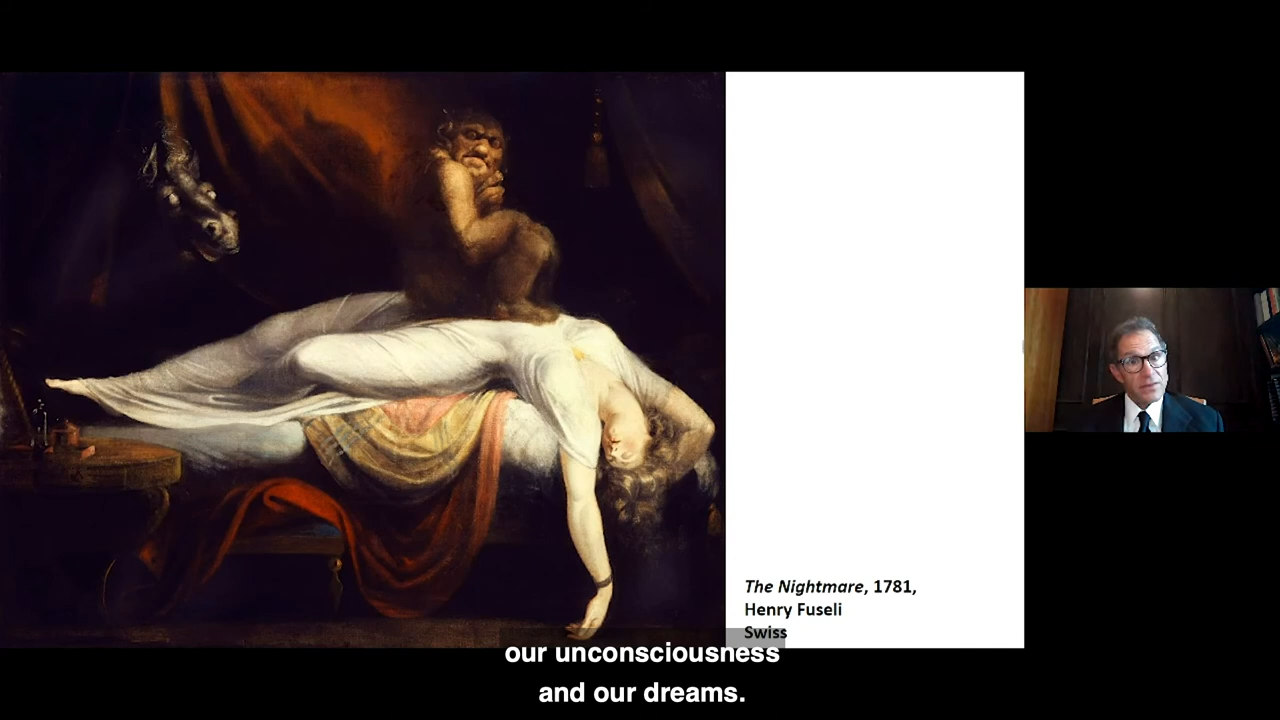 The Nightmare, 1781,
Henry Fuseli
Swiss
our unconsciousness
and our dreams.